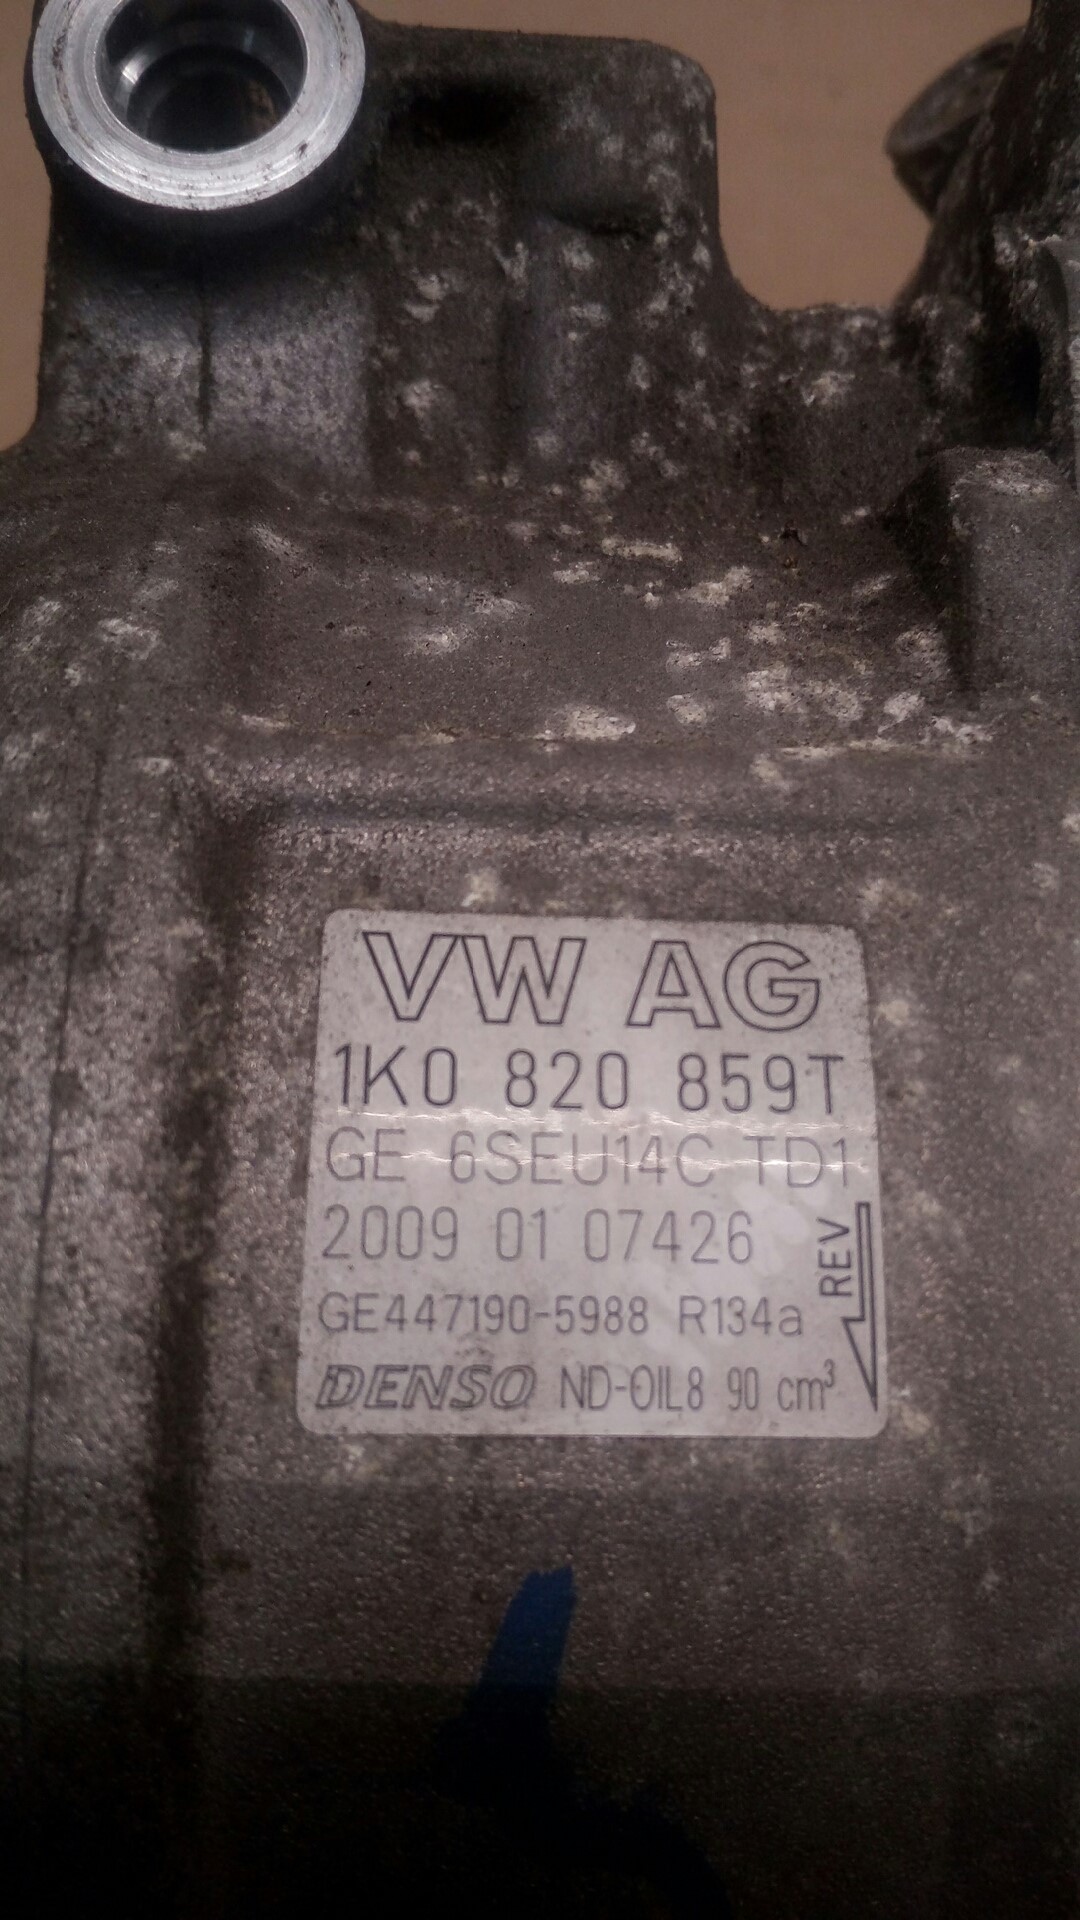 VW AG
1K0 820 859T
GE 6SEU14C TD1
2009 01 07426
REV
GE447190-5988 R134a
DENSO ND-OIL8 90 cm³